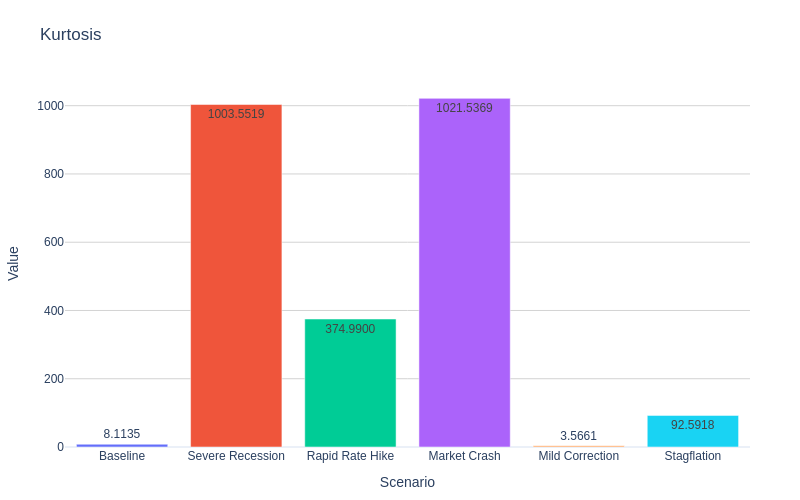 Kurtosis
Value
1000
800
600
400
200
0
8.1135
1003.5519
374.9900
1021.5369
3.5661
92.5918
Baseline
Severe Recession
Rapid Rate Hike
Market Crash
Mild Correction
Stagflation
Scenario